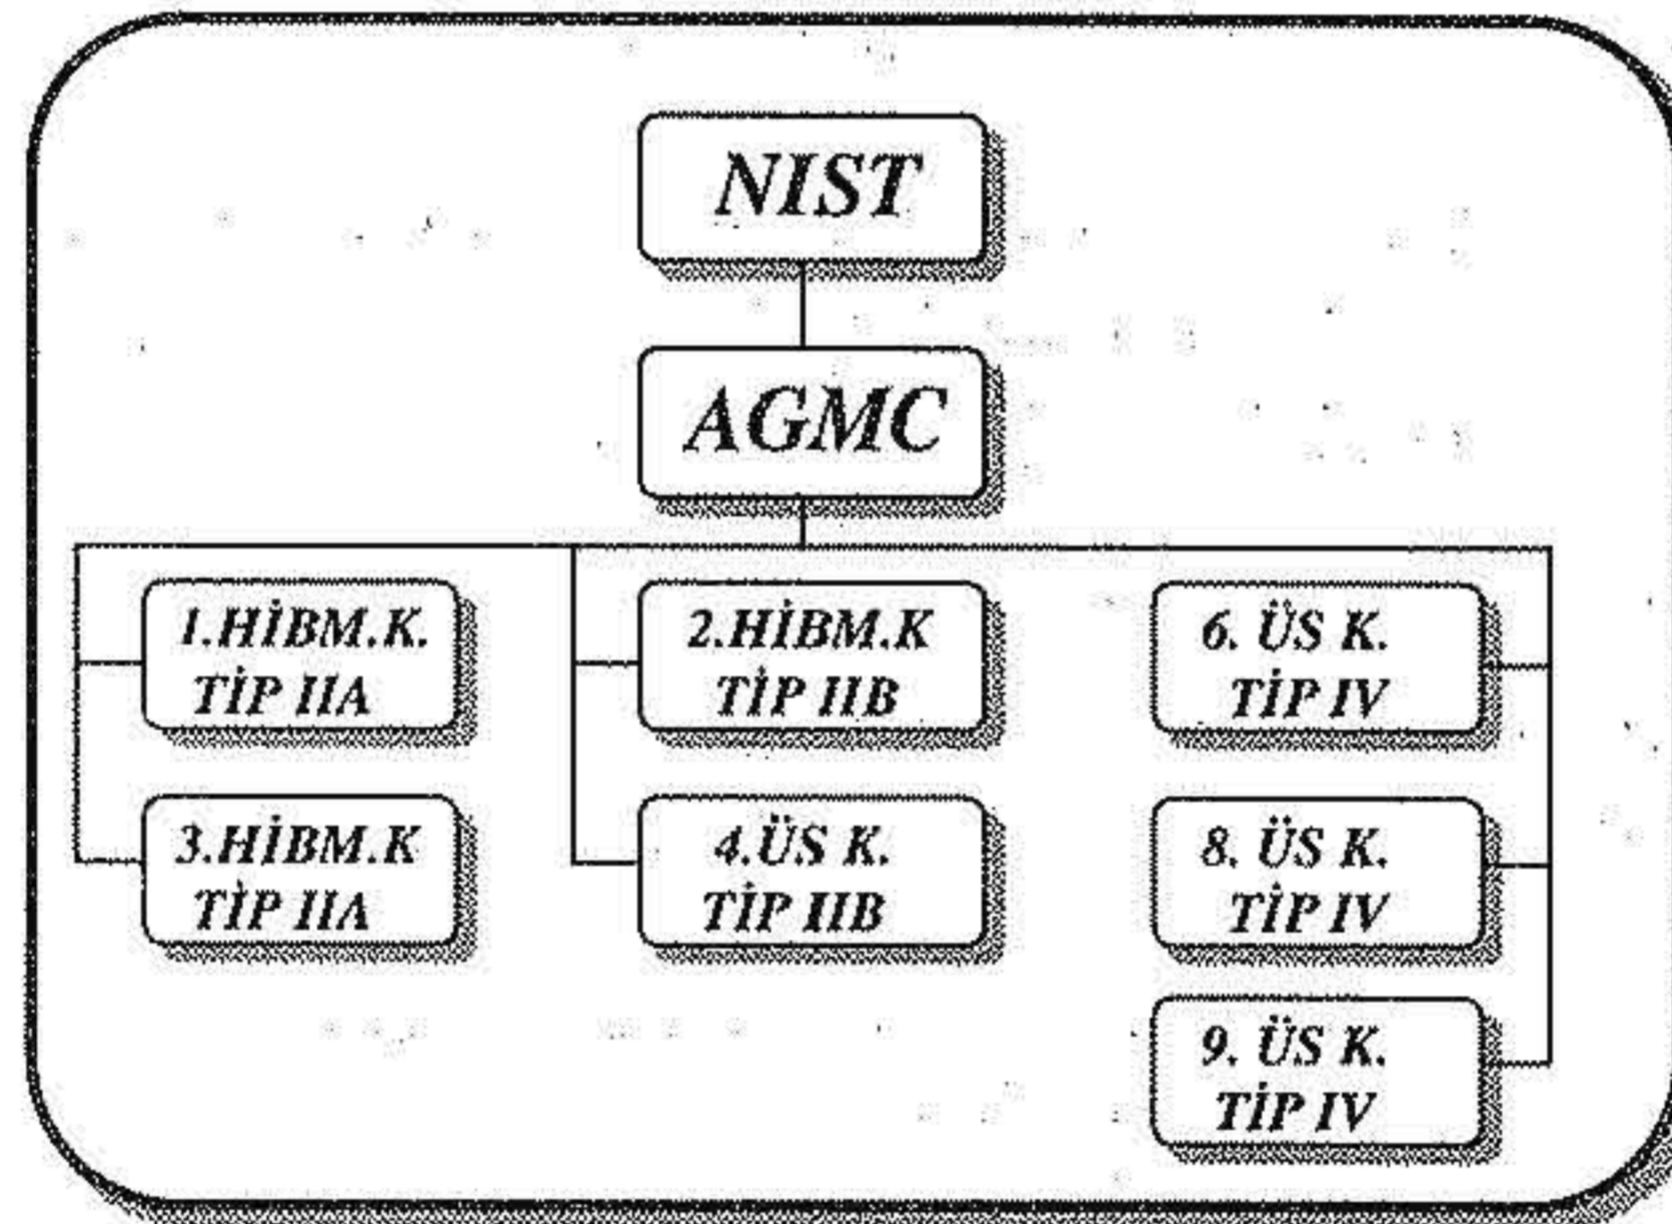 NIST
AGMC
1.HİBM.K.
TİP IIA
2.HİBM.K
TİP IIB
6. ÜS K.
TİP IV
3.HİBM.K
TİP IIA
4.ÜS K.
TİP IIB
8. ÜS K.
TİP IV
9. ÜS K.
TİP IV